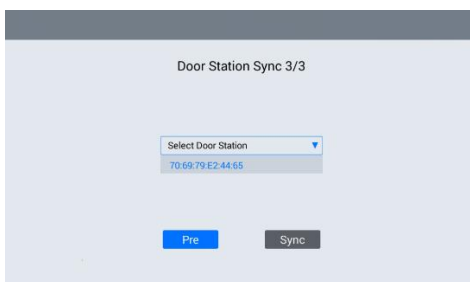 Door Station Sync 3/3
Select Door Station
70:69:79:E2:44:65
Pre
Sync